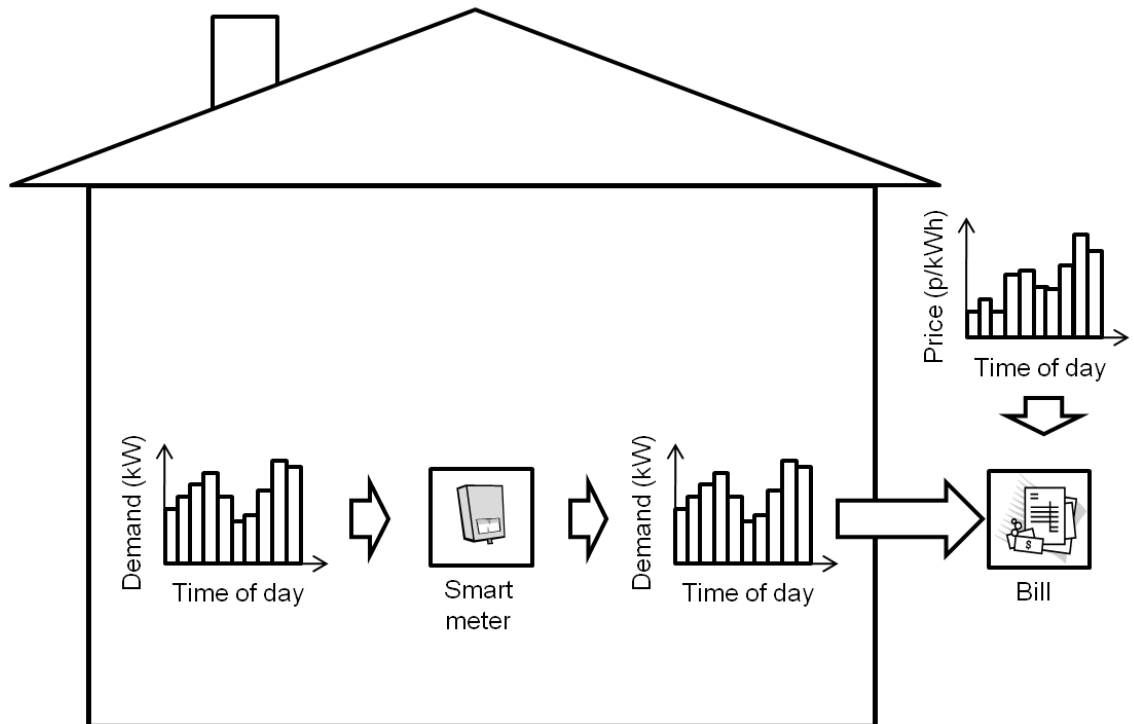 Price (p/kWh)
Time of day
Demand (kW)
Time of day
Smart
meter
Demand (kW)
Time of day
$
Bill